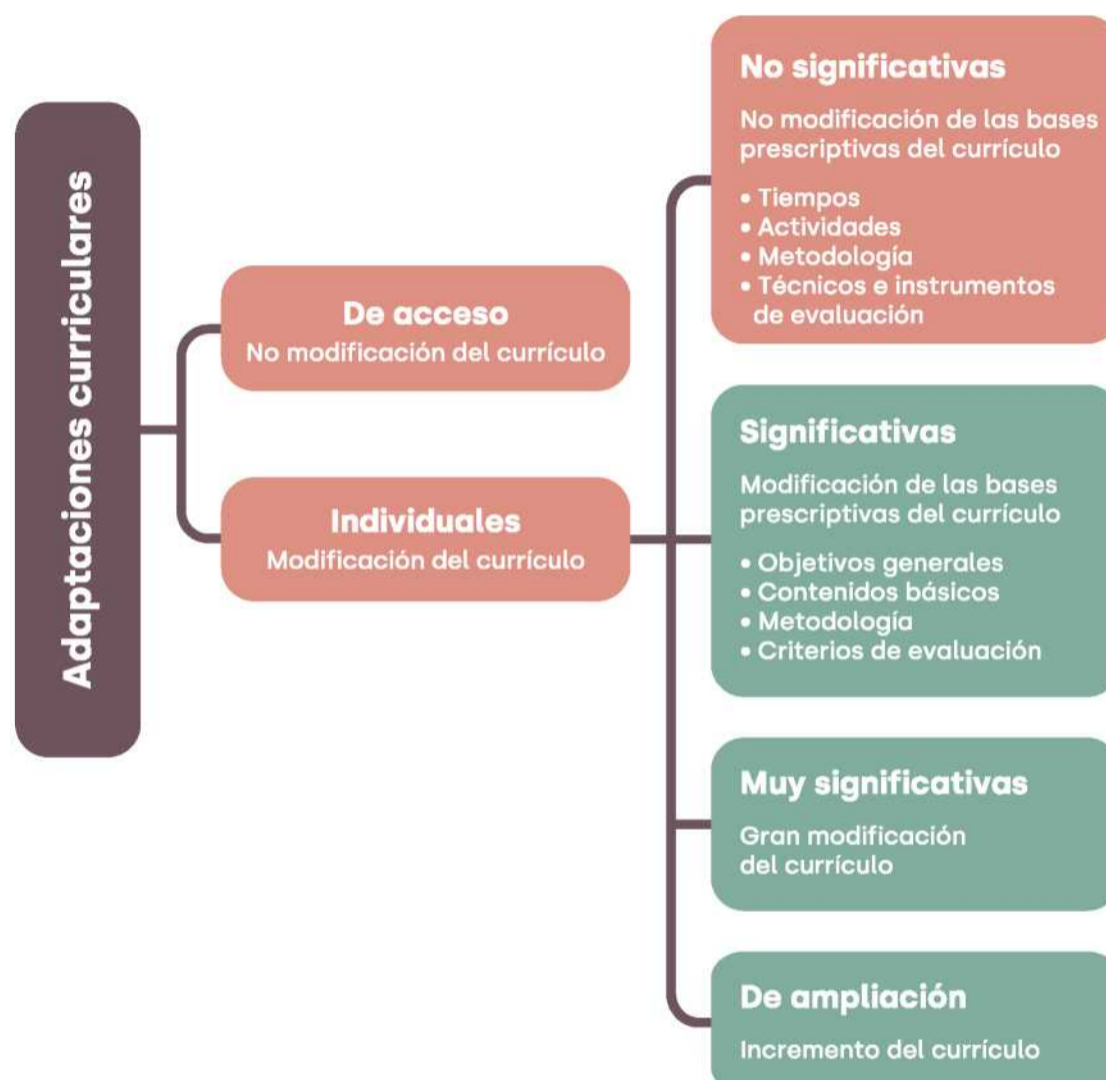 Adaptaciones curriculares
De acceso
No modificación del currículo
Individuales
Modificación del currículo
No significativas
No modificación de las bases
prescriptivas del currículo
• Tiempos
• Actividades
• Metodología
• Técnicos e instrumentos
de evaluación
Significativas
Modificación de las bases
prescriptivas del currículo
• Objetivos generales
• Contenidos básicos
• Metodología
• Criterios de evaluación
Muy significativas
Gran modificación
del currículo
De ampliación
Incremento del currículo